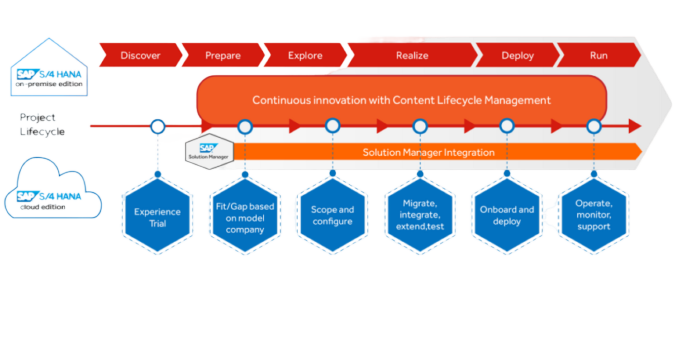 Discover
Prepare
Explore
Realize
Deploy
Run
SAP S/4 HANA
on-premise edition
Continuous innovation with Content Lifecycle Management
Project
Lifecycle
SAP
Solution Manager
Solution Manager Integration
SAP S/4 HANA
cloud edition
Experience
Trial
Fit/Gap based
on model
company
Scope and
configure
Migrate,
integrate,
extend,test
Onboard and
deploy
Operate,
monitor,
support